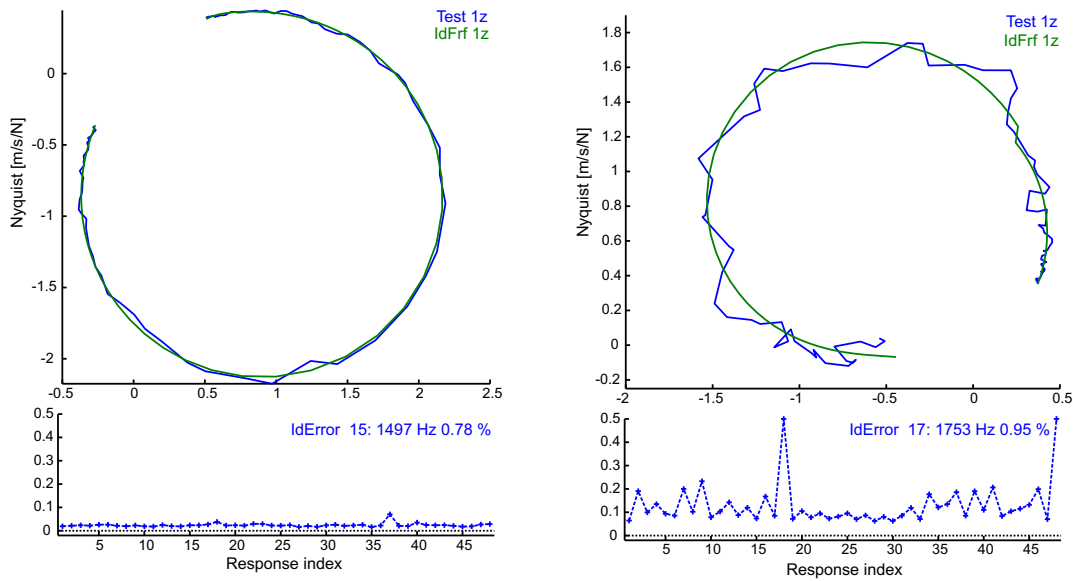 Test 1z
IdFrf 1z
Nyquist [m/s/N]
0
-0.5
-1
-1.5
-2
-0.5 0 0.5 1 1.5 2 2.5
IdError 15: 1497 Hz 0.78 %
0.5
0.4
0.3
0.2
0.1
0
5 10 15 20 25 30 35 40 45
Response index
Test 1z
IdFrf 1z
Nyquist [m/s/N]
1.8
1.6
1.4
1.2
1
0.8
0.6
0.4
0.2
0
-0.2
-2 -1.5 -1 -0.5 0 0.5
IdError 17: 1753 Hz 0.95 %
0.5
0.4
0.3
0.2
0.1
0
5 10 15 20 25 30 35 40 45
Response index